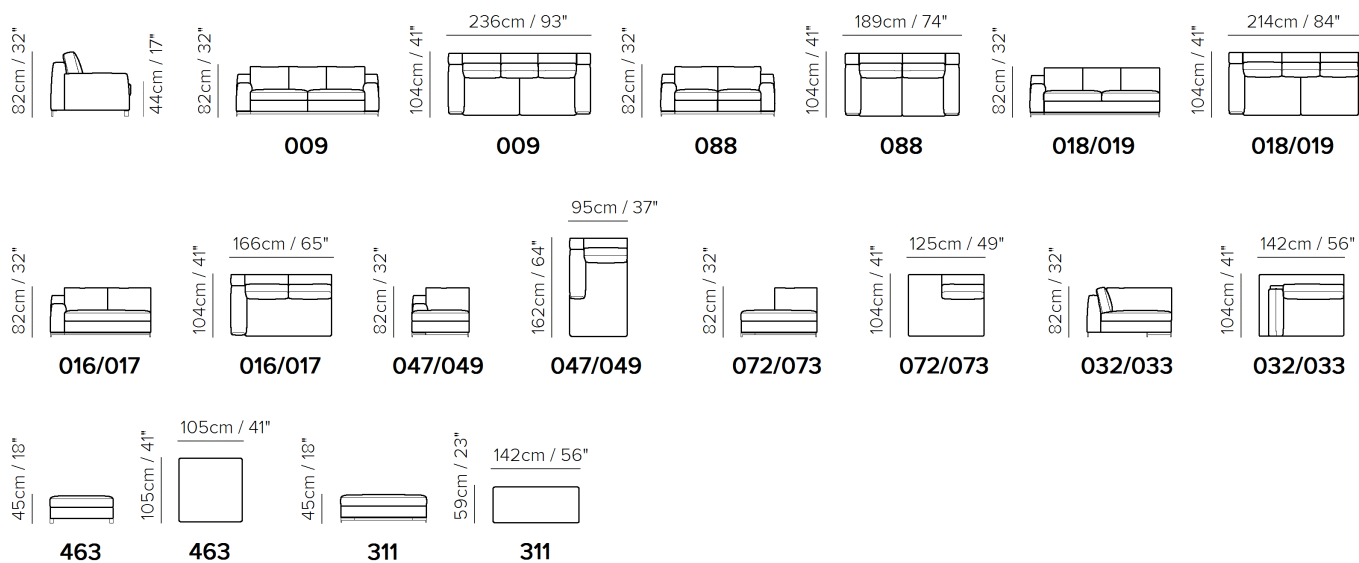 82cm / 32"
44cm / 17"
82cm / 32"
009
236cm / 93"
104cm / 41"
009
82cm / 32"
088
189cm / 74"
104cm / 41"
088
82cm / 32"
018/019
214cm / 84"
104cm / 41"
018/019
82cm / 32"
016/017
166cm / 65"
104cm / 41"
016/017
82cm / 32"
047/049
95cm / 37"
162cm / 64"
047/049
82cm / 32"
072/073
125cm / 49"
104cm / 41"
072/073
82cm / 32"
032/033
142cm / 56"
104cm / 41"
032/033
45cm / 18"
463
105cm / 41"
105cm / 41"
463
45cm / 18"
311
142cm / 56"
59cm / 23"
311